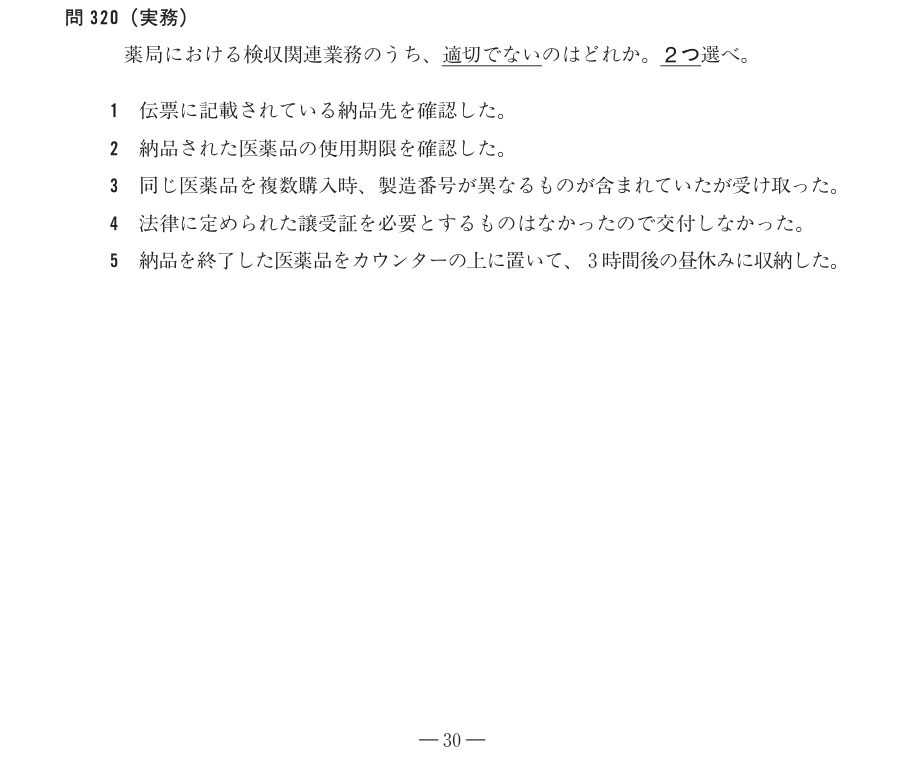 問 320（実務）
薬局における検収関連業務のうち、適切でないのはどれか。2つ選べ。
1 伝票に記載されている納品先を確認した。
2 納品された医薬品の使用期限を確認した。
3 同じ医薬品を複数購入時、製造番号が異なるものが含まれていたが受け取った。
4 法律に定められた譲受証を必要とするものはなかったので交付しなかった。
5 納品を終了した医薬品をカウンターの上に置いて、3時間後の昼休みに収納した。
— 30 —